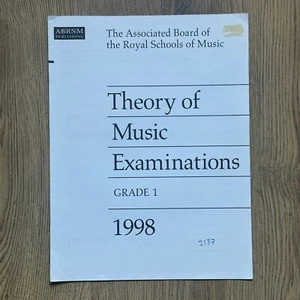 ABRSM
PUBLISHING
The Associated Board of
the Royal Schools of Music
Theory of
Music
Examinations
GRADE 1
1998
2137